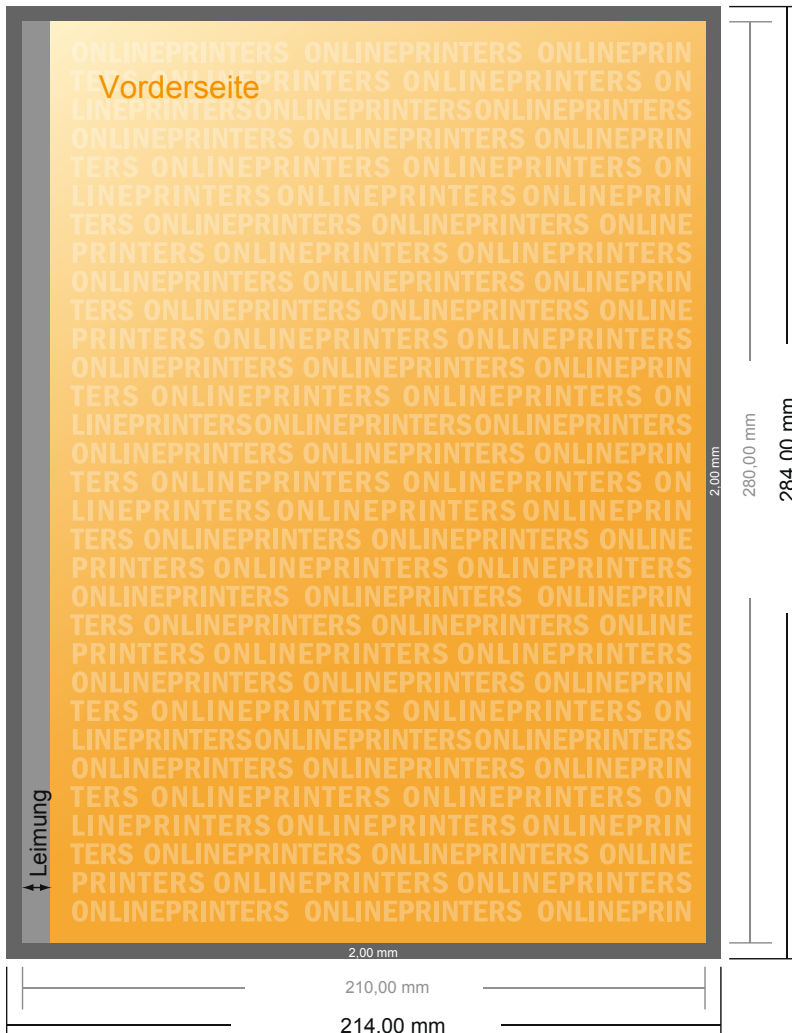 ONLINEPRINTERS ONLINEPRINTERS ONLINEPRIN
Vorderseite
TERS ONLINEPRINTERS ONLINEPRINTERS ON
LINEPRINTERSONLINEPRINTERSONLINEPRINTERS
ONLINEPRINTERS ONLINEPRINTERS ONLINEPRIN
TERS ONLINEPRINTERS ONLINEPRINTERS ON
LINEPRINTERS ONLINEPRINTERS ONLINEPRIN
TERS ONLINEPRINTERS ONLINEPRINTERS ONLINE
PRINTERS ONLINEPRINTERS ONLINEPRINTERS
ONLINEPRINTERS ONLINEPRINTERS ONLINEPRIN
TERS ONLINEPRINTERS ONLINEPRINTERS ONLINE
PRINTERS ONLINEPRINTERS ONLINEPRINTERS
ONLINEPRINTERS ONLINEPRINTERS ONLINEPRIN
TERS ONLINEPRINTERS ONLINEPRINTERS ON
LINEPRINTERSONLINEPRINTERSONLINEPRINTERS
ONLINEPRINTERS ONLINEPRINTERS ONLINEPRIN
TERS ONLINEPRINTERS ONLINEPRINTERS ON
LINEPRINTERS ONLINEPRINTERS ONLINEPRIN
TERS ONLINEPRINTERS ONLINEPRINTERS ONLINE
PRINTERS ONLINEPRINTERS ONLINEPRINTERS
ONLINEPRINTERS ONLINEPRINTERS ONLINEPRIN
TERS ONLINEPRINTERS ONLINEPRINTERS ONLINE
PRINTERS ONLINEPRINTERS ONLINEPRINTERS
ONLINEPRINTERS ONLINEPRINTERS ONLINEPRIN
TERS ONLINEPRINTERS ONLINEPRINTERS ON
LINEPRINTERSONLINEPRINTERSONLINEPRINTERS
ONLINEPRINTERS ONLINEPRINTERS ONLINEPRIN
TERS ONLINEPRINTERS ONLINEPRINTERS ON
LINEPRINTERS ONLINEPRINTERS ONLINEPRIN
TERS ONLINEPRINTERS ONLINEPRINTERS ONLINE
PRINTERS ONLINEPRINTERS ONLINEPRINTERS
ONLINEPRINTERS ONLINEPRINTERS ONLINEPRIN
Leimung
2,00 mm
280,00 mm
284,00 mm
2,00 mm
210,00 mm
214,00 mm